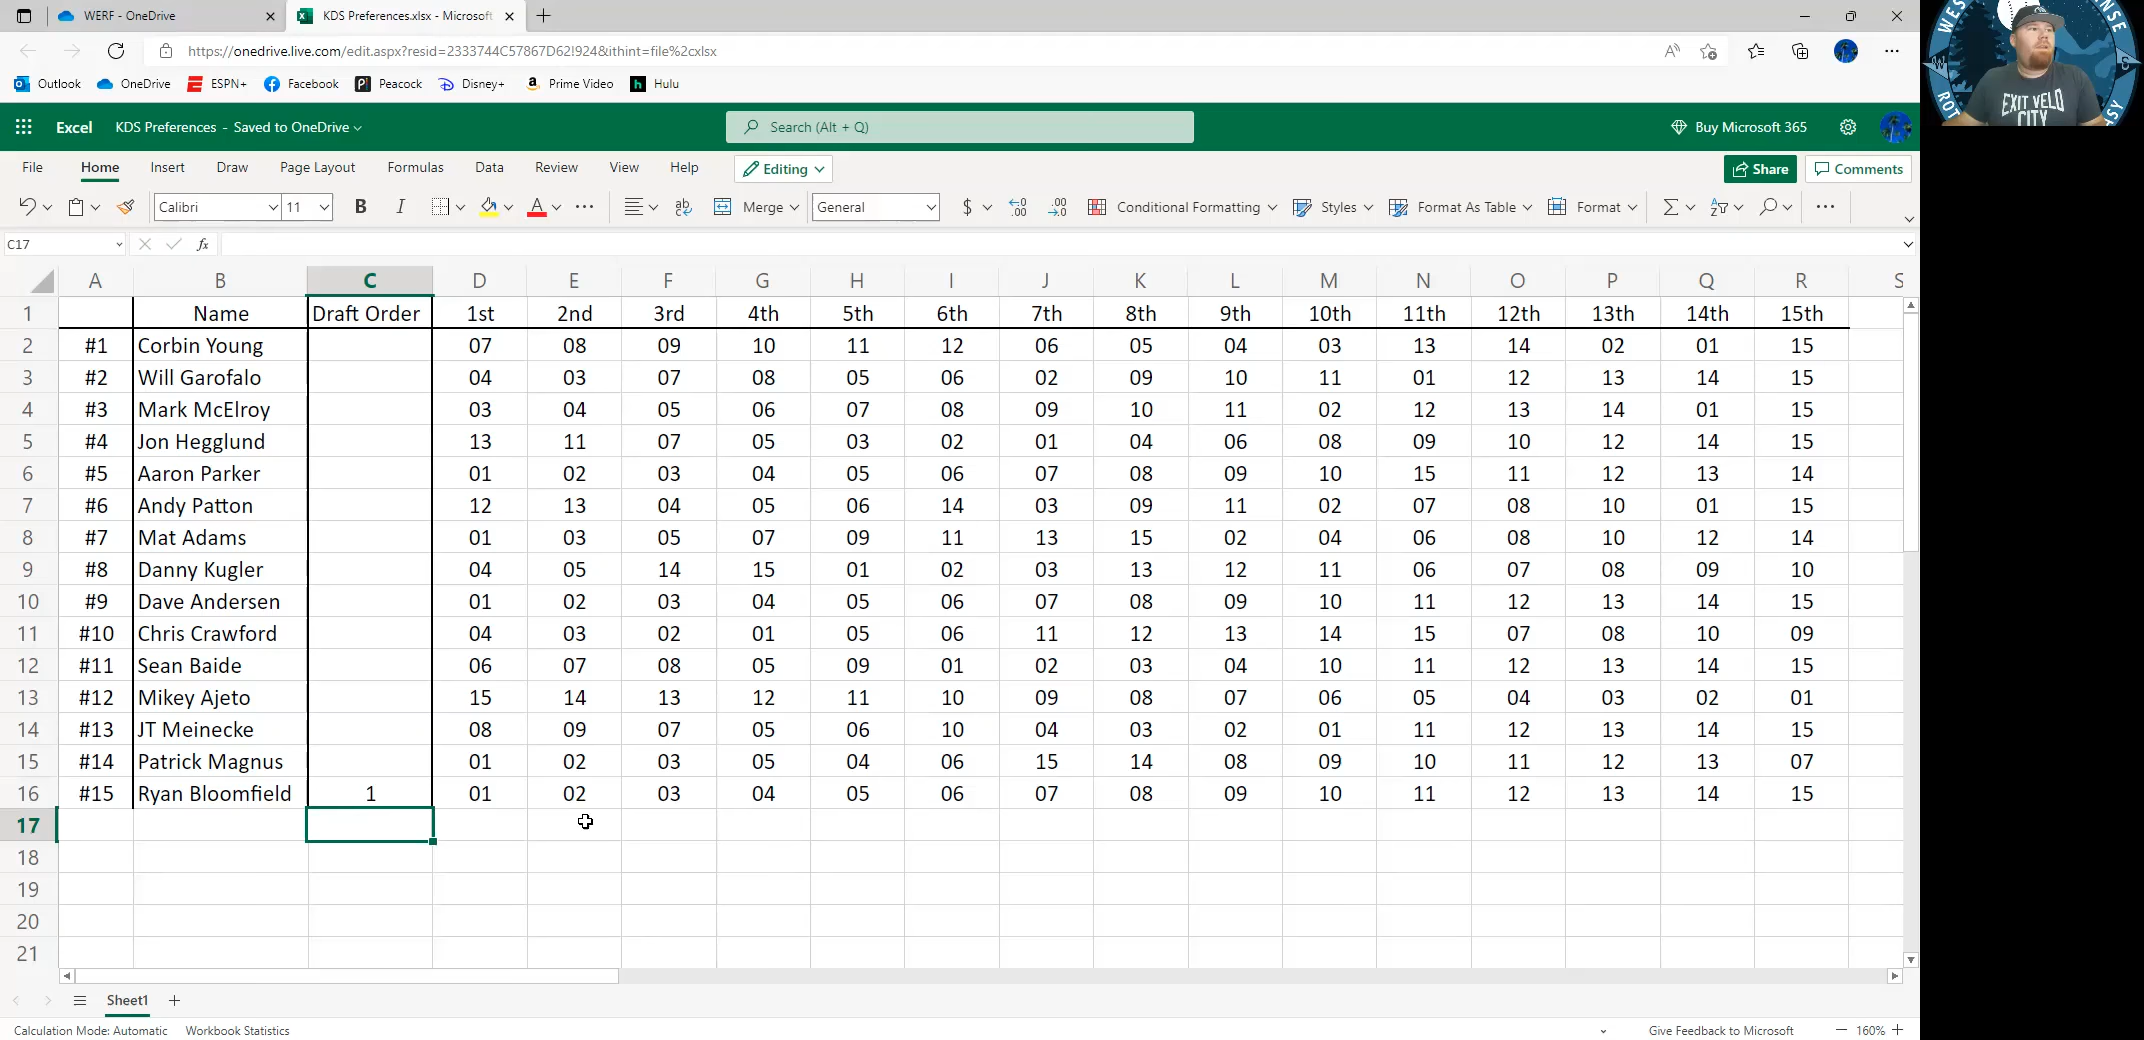 WERF - OneDrive
KDS Preferences.xlsx - Microsoft
https://onedrive.live.com/edit.aspx?resid=2333744C57867D62!924&ithint=file%2cxlsx
Outlook OneDrive ESPN+ Facebook Peacock Disney+ Prime Video Hulu
Excel KDS Preferences - Saved to OneDrive
Search (Alt + Q)
Buy Microsoft 365
File Home Insert Draw Page Layout Formulas Data Review View Help Editing
Share Comments
Calibri 11 B I A ab Merge General $ .00 .00 Conditional Formatting Styles Format As Table Format
C17 fx
A B C D E F G H I J K L M N O P Q R S
1 Name Draft Order 1st 2nd 3rd 4th 5th 6th 7th 8th 9th 10th 11th 12th 13th 14th 15th
2 #1 Corbin Young 07 08 09 10 11 12 06 05 04 03 13 14 02 01 15
3 #2 Will Garofalo 04 03 07 08 05 06 02 09 10 11 01 12 13 14 15
4 #3 Mark McElroy 03 04 05 06 07 08 09 10 11 02 12 13 14 01 15
5 #4 Jon Hegglund 13 11 07 05 03 02 01 04 06 08 09 10 12 14 15
6 #5 Aaron Parker 01 02 03 04 05 06 07 08 09 10 15 11 12 13 14
7 #6 Andy Patton 12 13 04 05 06 14 03 09 11 02 07 08 10 01 15
8 #7 Mat Adams 01 03 05 07 09 11 13 15 02 04 06 08 10 12 14
9 #8 Danny Kugler 04 05 14 15 01 02 03 13 12 11 06 07 08 09 10
10 #9 Dave Andersen 01 02 03 04 05 06 07 08 09 10 11 12 13 14 15
11 #10 Chris Crawford 04 03 02 01 05 06 11 12 13 14 15 07 08 10 09
12 #11 Sean Baide 06 07 08 05 09 01 02 03 04 10 11 12 13 14 15
13 #12 Mikey Ajeto 15 14 13 12 11 10 09 08 07 06 05 04 03 02 01
14 #13 JT Meinecke 08 09 07 05 06 10 04 03 02 01 11 12 13 14 15
15 #14 Patrick Magnus 01 02 03 05 04 06 15 14 08 09 10 11 12 13 07
16 #15 Ryan Bloomfield 1 01 02 03 04 05 06 07 08 09 10 11 12 13 14 15
17
18
19
20
21
Sheet1
Calculation Mode: Automatic Workbook Statistics
Give Feedback to Microsoft 160%
EXIT VELO
CITY